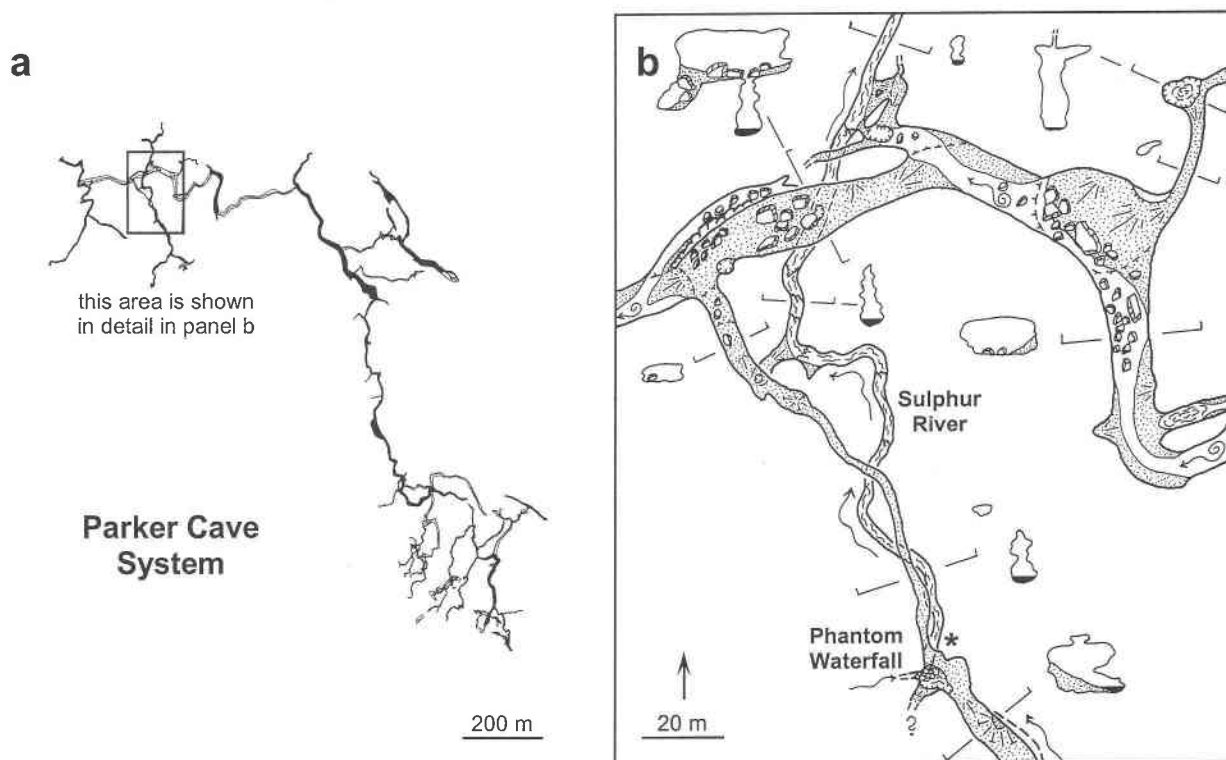 a
this area is shown
in detail in panel b
Parker Cave
System
200 m
b
Sulphur
River
Phantom
Waterfall
*
?
20 m